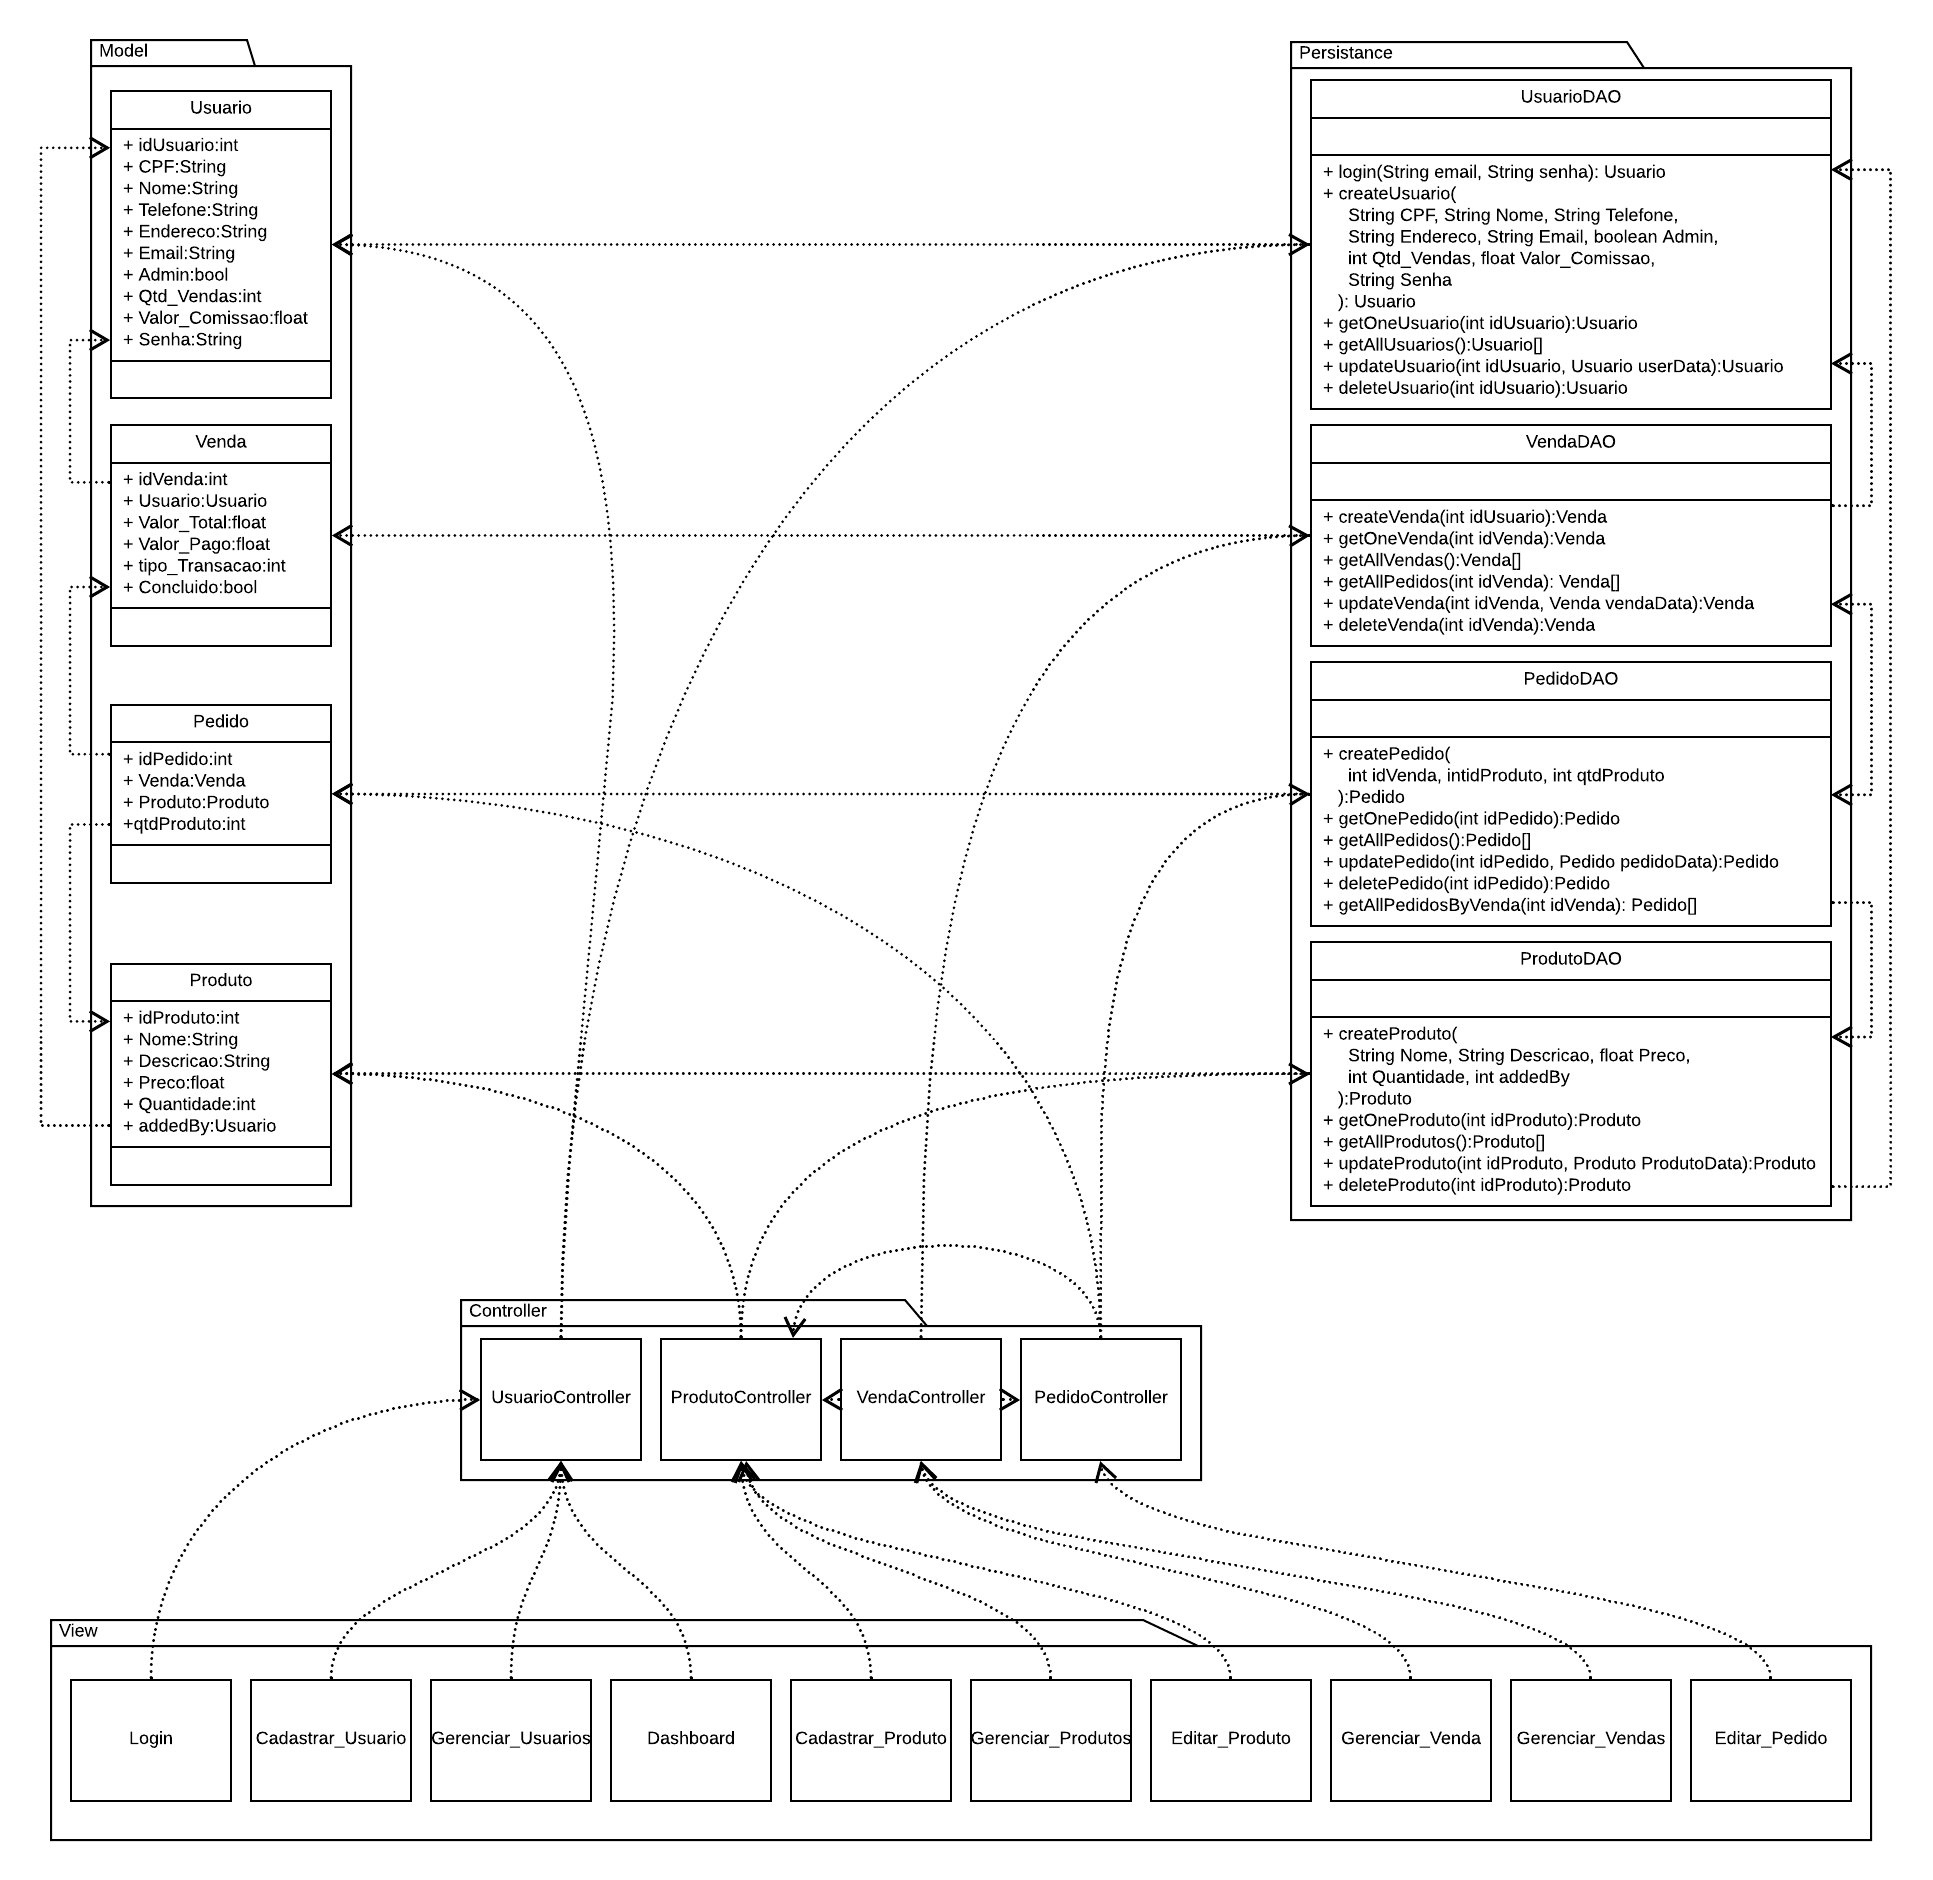 Model
Usuario
+ idUsuario:int
+ CPF:String
+ Nome:String
+ Telefone:String
+ Endereco:String
+ Email:String
+ Admin:bool
+ Qtd_Vendas:int
+ Valor_Comissao:float
+ Senha:String
Venda
+ idVenda:int
+ Usuario:Usuario
+ Valor_Total:float
+ Valor_Pago:float
+ tipo_Transacao:int
+ Concluido:bool
Pedido
+ idPedido:int
+ Venda:Venda
+ Produto:Produto
+qtdProduto:int
Produto
+ idProduto:int
+ Nome:String
+ Descricao:String
+ Preco:float
+ Quantidade:int
+ addedBy:Usuario
Persistance
UsuarioDAO
+ login(String email, String senha): Usuario
+ createUsuario(
String CPF, String Nome, String Telefone,
String Endereco, String Email, boolean Admin,
int Qtd_Vendas, float Valor_Comissao,
String Senha
): Usuario
+ getOneUsuario(int idUsuario):Usuario
+ getAllUsuarios():Usuario[]
+ updateUsuario(int idUsuario, Usuario userData):Usuario
+ deleteUsuario(int idUsuario):Usuario
VendaDAO
+ createVenda(int idUsuario):Venda
+ getOneVenda(int idVenda):Venda
+ getAllVendas():Venda[]
+ getAllPedidos(int idVenda): Venda[]
+ updateVenda(int idVenda, Venda vendaData):Venda
+ deleteVenda(int idVenda):Venda
PedidoDAO
+ createPedido(
int idVenda, intidProduto, int qtdProduto
):Pedido
+ getOnePedido(int idPedido):Pedido
+ getAllPedidos():Pedido[]
+ updatePedido(int idPedido, Pedido pedidoData):Pedido
+ deletePedido(int idPedido):Pedido
+ getAllPedidosByVenda(int idVenda): Pedido[]
ProdutoDAO
+ createProduto(
String Nome, String Descricao, float Preco,
int Quantidade, int addedBy
):Produto
+ getOneProduto(int idProduto):Produto
+ getAllProdutos():Produto[]
+ updateProduto(int idProduto, Produto ProdutoData):Produto
+ deleteProduto(int idProduto):Produto
Controller
UsuarioController
ProdutoController
VendaController
PedidoController
View
Login
Cadastrar_Usuario
Gerenciar_Usuarios
Dashboard
Cadastrar_Produto
Gerenciar_Produtos
Editar_Produto
Gerenciar_Venda
Gerenciar_Vendas
Editar_Pedido